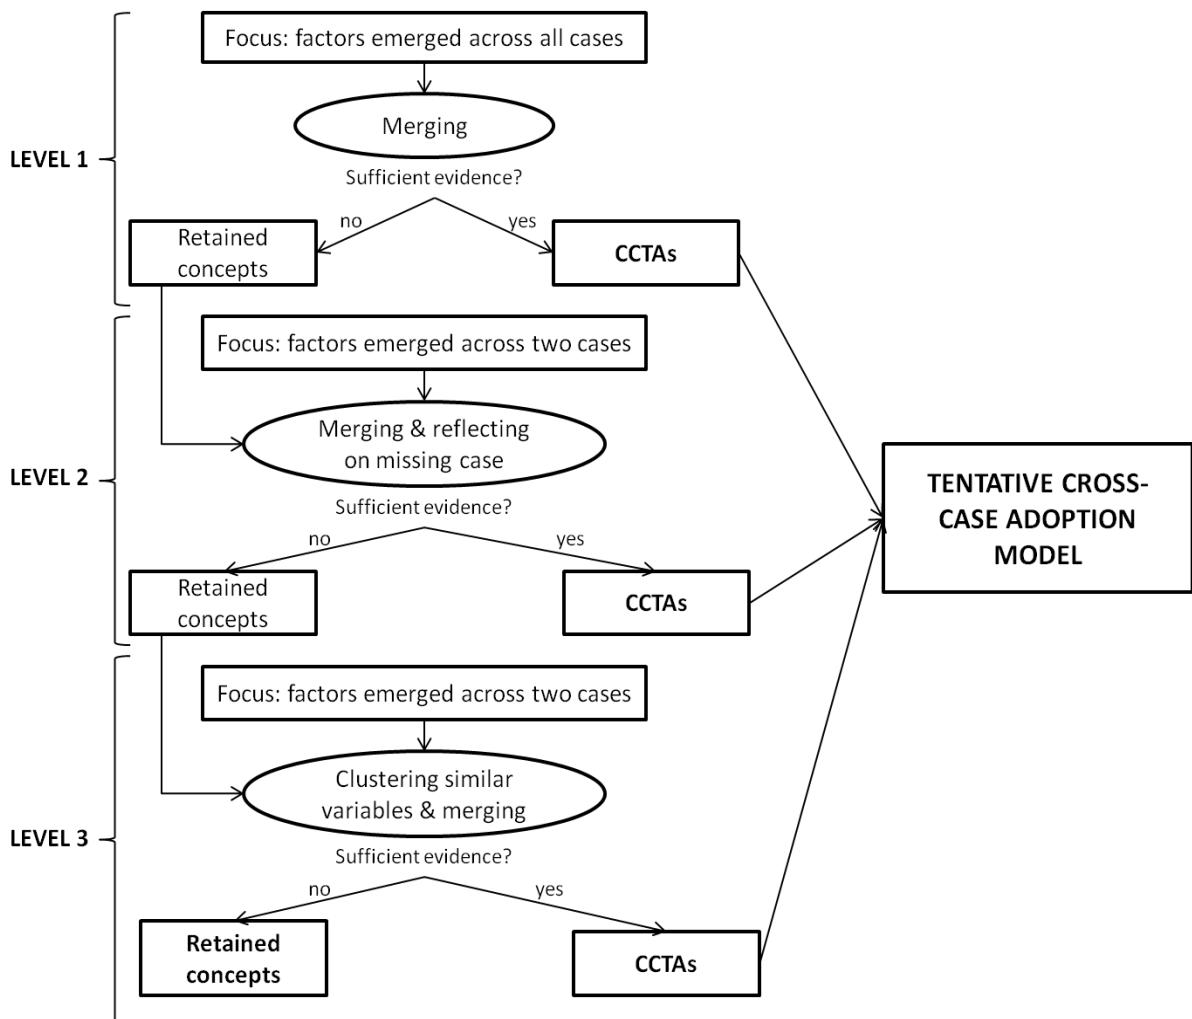 Focus: factors emerged across all cases
Merging
LEVEL 1
Sufficient evidence?
no
yes
Retained
concepts
CCTAs
Focus: factors emerged across two cases
Merging & reflecting
on missing case
LEVEL 2
Sufficient evidence?
no
yes
Retained
concepts
CCTAs
TENTATIVE CROSS-
CASE ADOPTION
MODEL
Focus: factors emerged across two cases
Clustering similar
variables & merging
LEVEL 3
Sufficient evidence?
no
yes
Retained
concepts
CCTAs